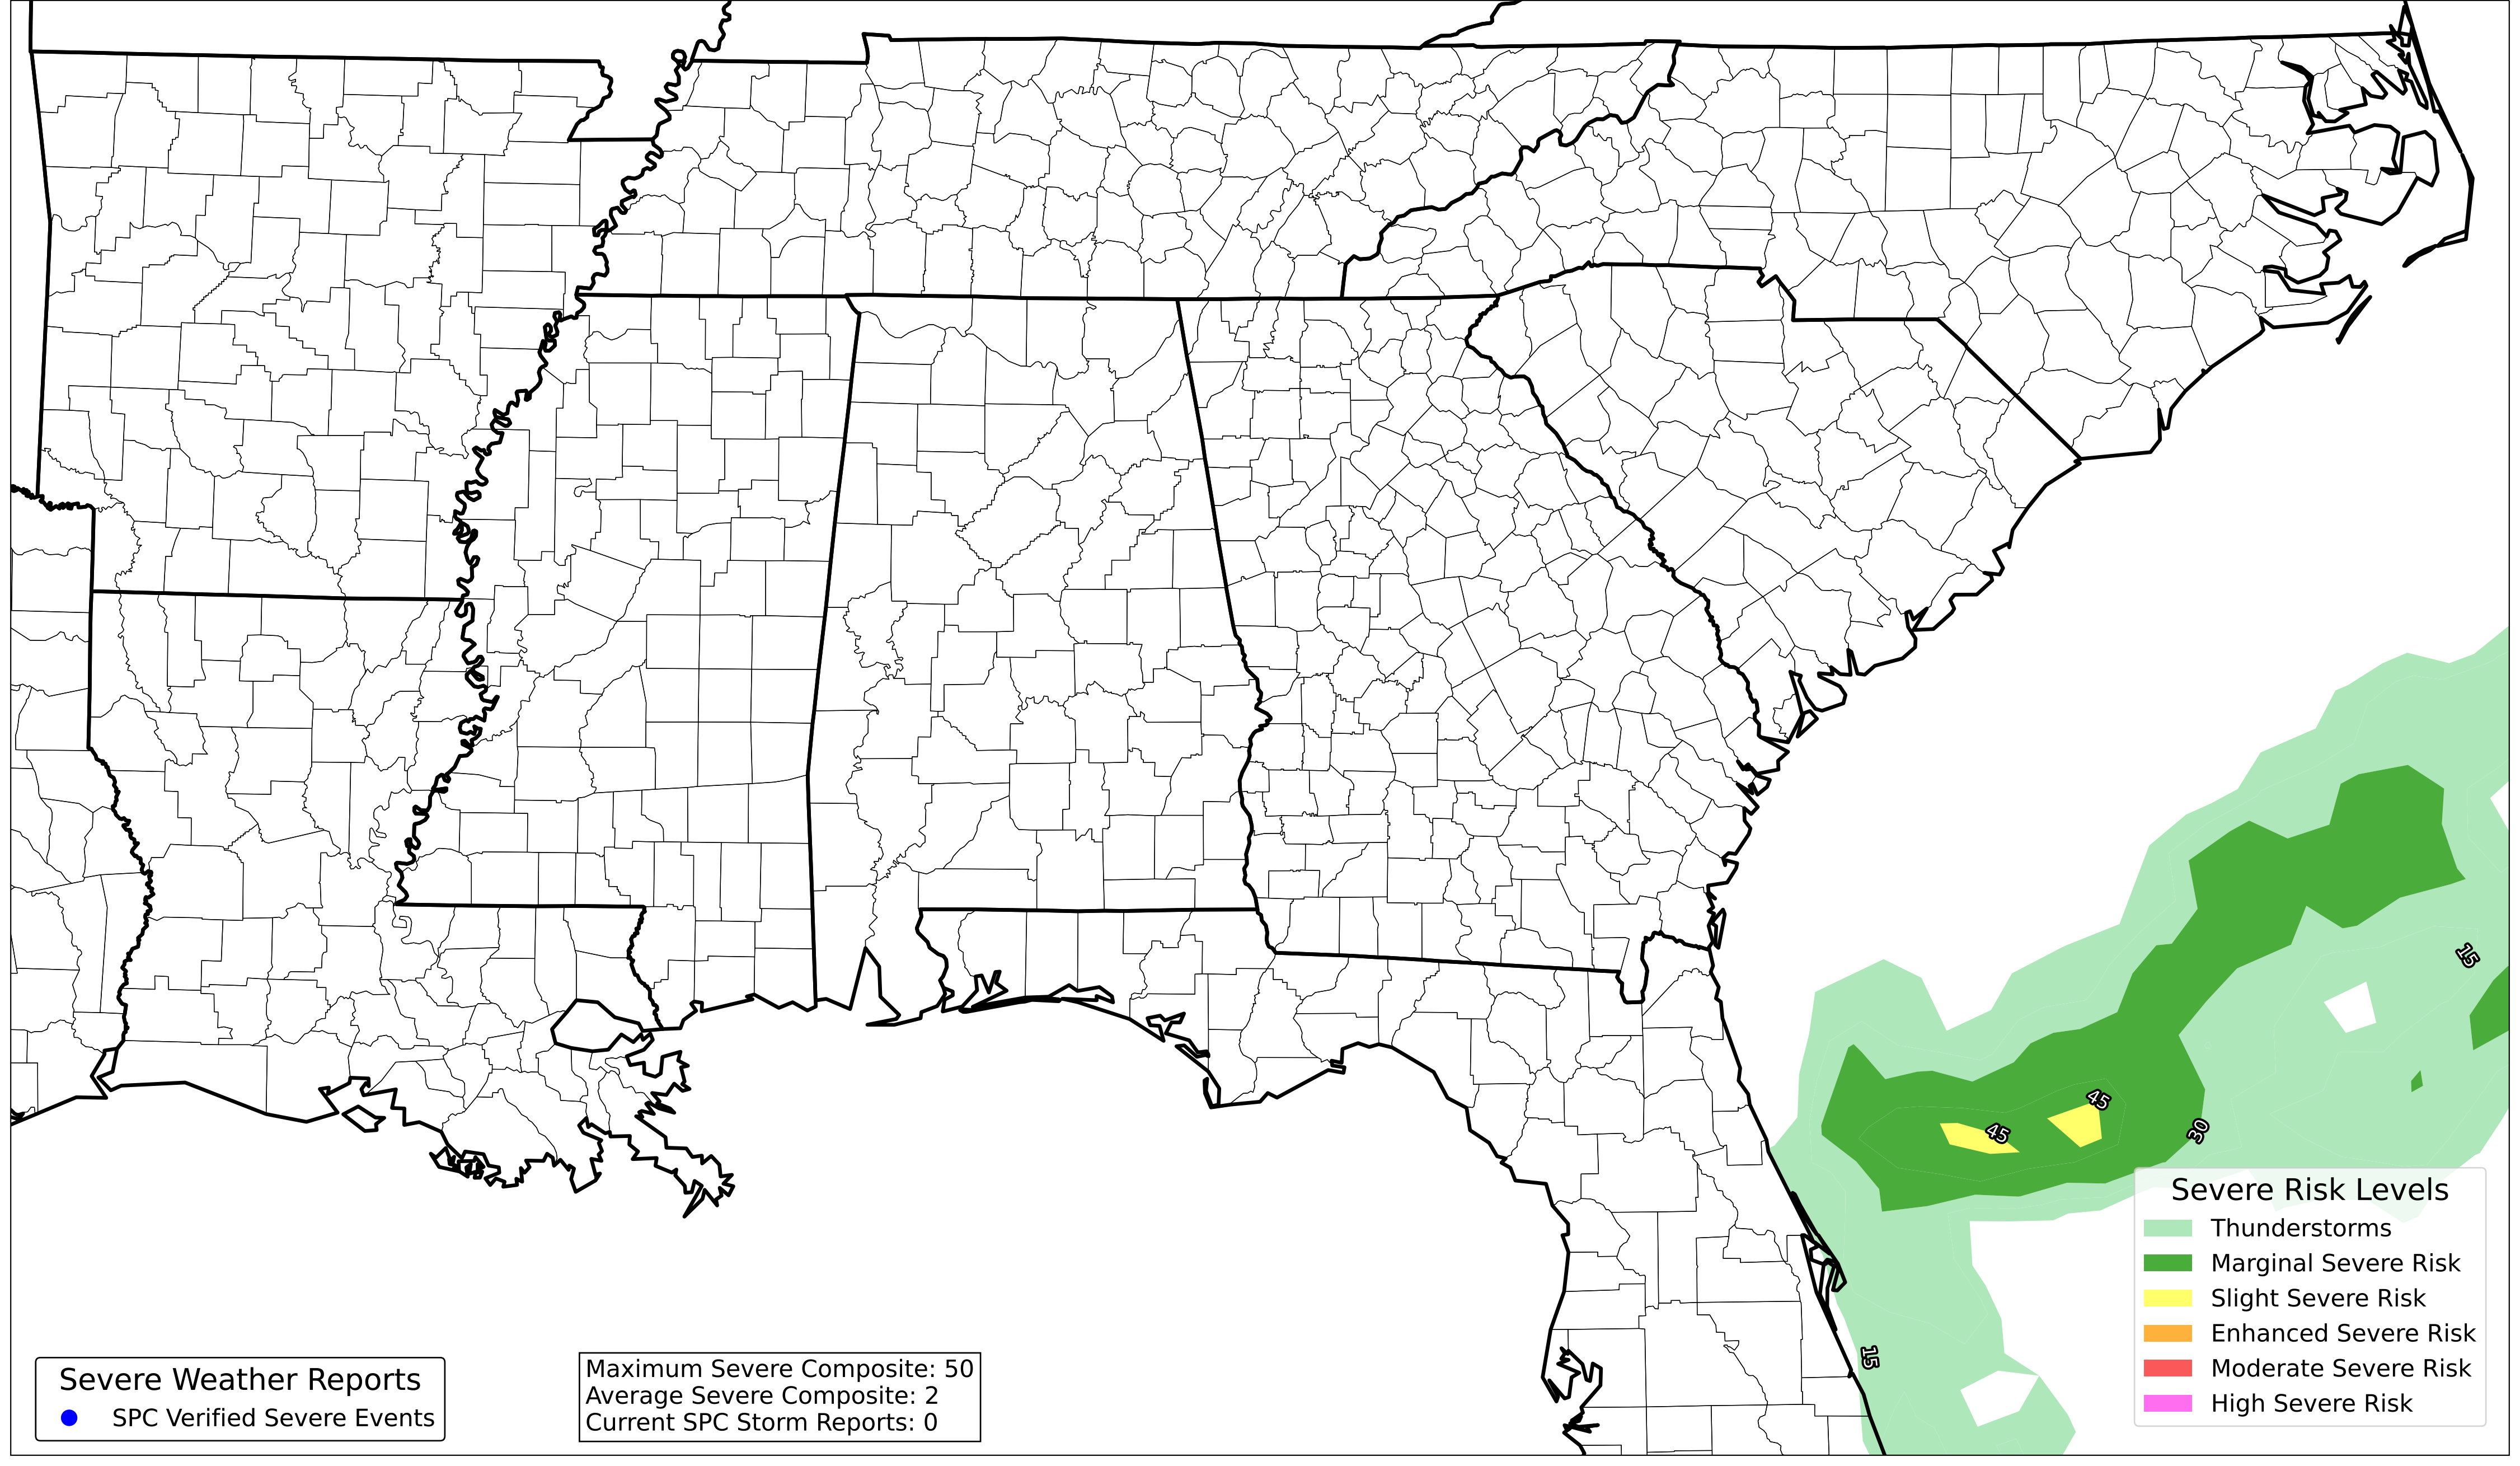 15
45
45
30
15
Severe Risk Levels
Thunderstorms
Marginal Severe Risk
Slight Severe Risk
Enhanced Severe Risk
Moderate Severe Risk
High Severe Risk
Severe Weather Reports
SPC Verified Severe Events
Maximum Severe Composite: 50
Average Severe Composite: 2
Current SPC Storm Reports: 0